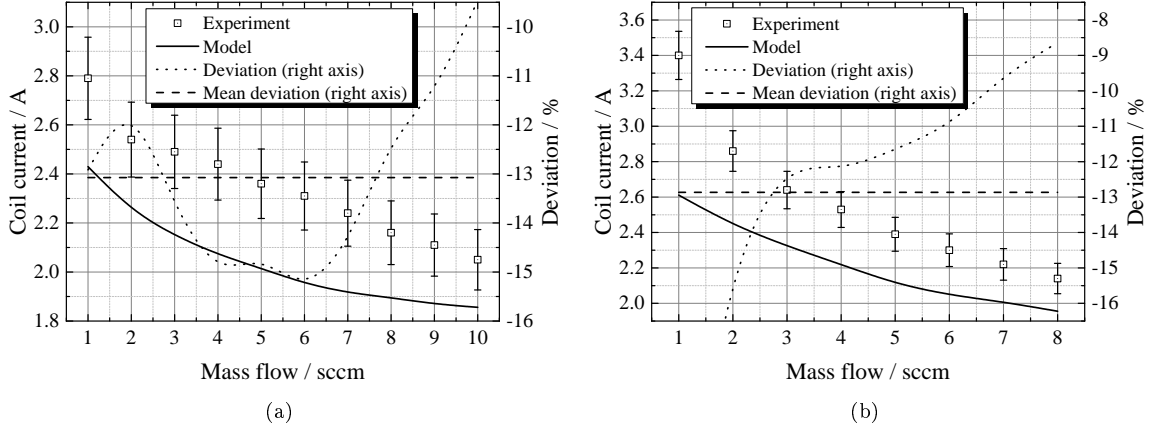 3.0
2.8
2.6
2.4
2.2
2.0
1.8
Coil current / A
Experiment
Model
Deviation (right axis)
Mean deviation (right axis)
-10
-11
-12
-13
-14
-15
-16
Deviation / %
1 2 3 4 5 6 7 8 9 10
Mass flow / sccm
(a)
3.6
3.4
3.2
3.0
2.8
2.6
2.4
2.2
2.0
Coil current / A
Experiment
Model
Deviation (right axis)
Mean deviation (right axis)
-8
-9
-10
-11
-12
-13
-14
-15
-16
Deviation / %
1 2 3 4 5 6 7 8
Mass flow / sccm
(b)